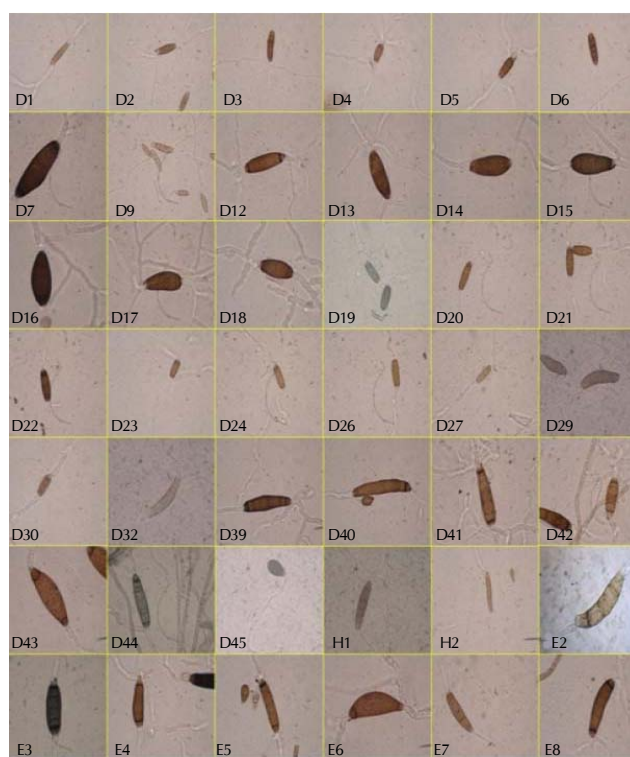 D1 D2 D3 D4 D5 D6
D7 D9 D12 D13 D14 D15
D16 D17 D18 D19 D20 D21
D22 D23 D24 D26 D27 D29
D30 D32 D39 D40 D41 D42
D43 D44 D45 H1 H2 E2
E3 E4 E5 E6 E7 E8